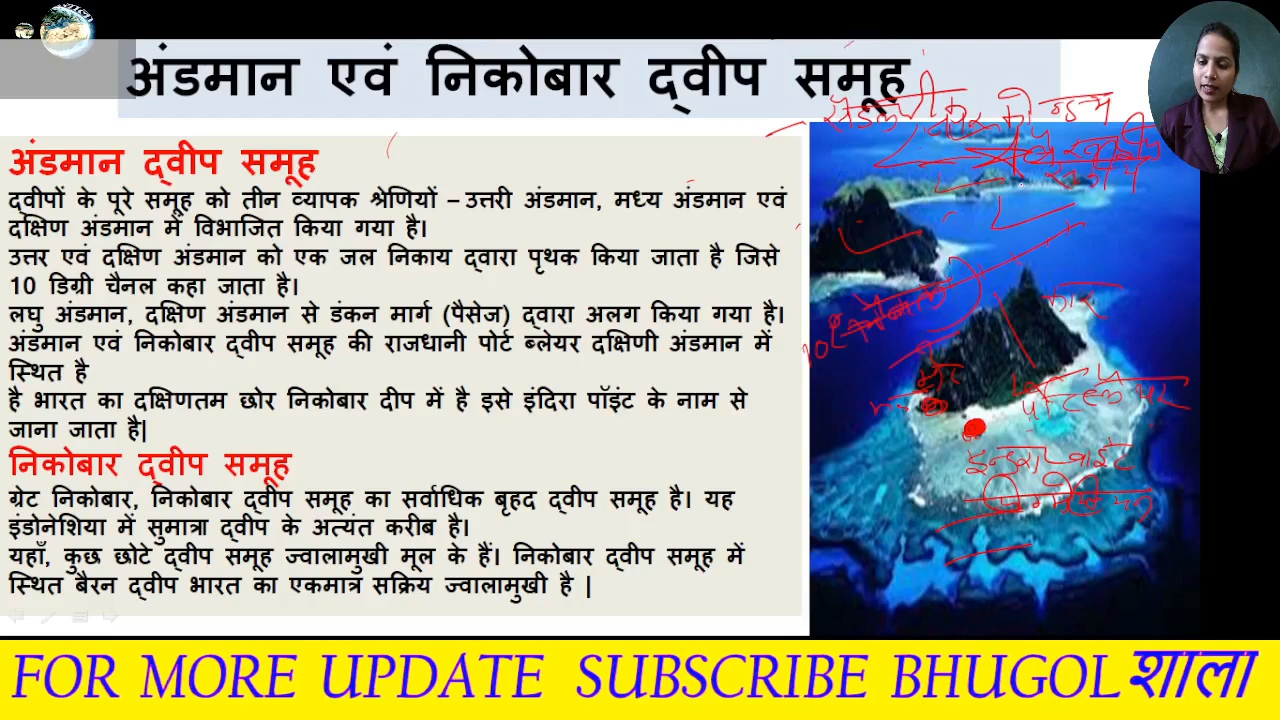 अंडमान एवं निकोबार द्वीप समूह
अंडमान द्वीप समूह
द्वीपों के पूरे समूह को तीन व्यापक श्रेणियों – उत्तरी अंडमान, मध्य अंडमान एवं
दक्षिण अंडमान में विभाजित किया गया है।
उत्तर एवं दक्षिण अंडमान को एक जल निकाय द्वारा पृथक किया जाता है जिसे
10 डिग्री चैनल कहा जाता है।
लघु अंडमान, दक्षिण अंडमान से डंकन मार्ग (पैसेज) द्वारा अलग किया गया है।
अंडमान एवं निकोबार द्वीप समूह की राजधानी पोर्ट ब्लेयर दक्षिणी अंडमान में
स्थित है
है भारत का दक्षिणतम छोर निकोबार दीप में है इसे इंदिरा पॉइंट के नाम से
जाना जाता है|
निकोबार द्वीप समूह
ग्रेट निकोबार, निकोबार द्वीप समूह का सर्वाधिक बृहद द्वीप समूह है। यह
इंडोनेशिया में सुमात्रा द्वीप के अत्यंत करीब है।
यहाँ, कुछ छोटे द्वीप समूह ज्वालामुखी मूल के हैं। निकोबार द्वीप समूह में
स्थित बैरन द्वीप भारत का एकमात्र सक्रिय ज्वालामुखी है |
FOR MORE UPDATE SUBSCRIBE BHUGOLशाला